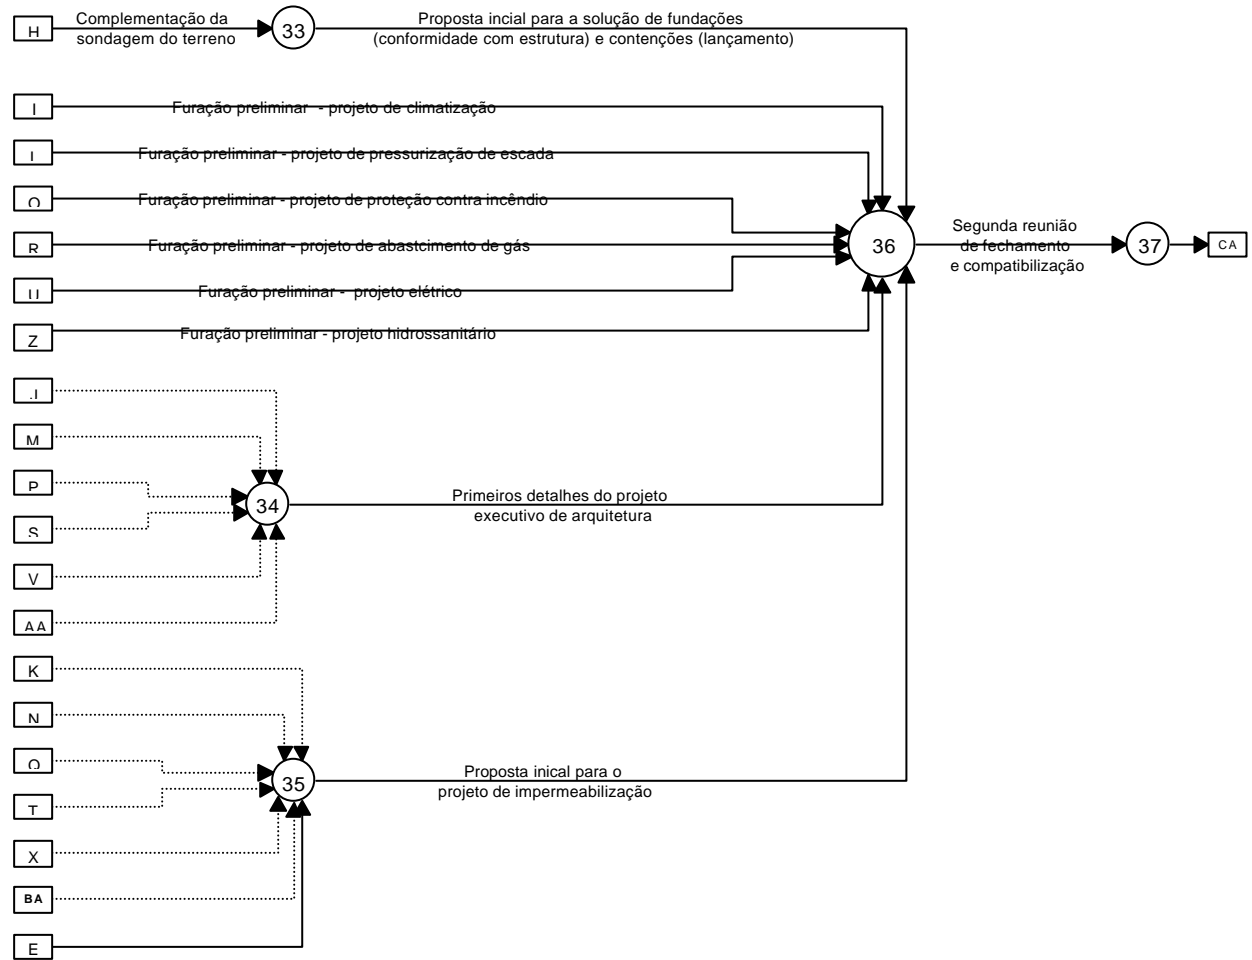 H
Complementação da
sondagem do terreno
33
Proposta incial para a solução de fundações
(conformidade com estrutura) e contenções (lançamento)
I
Furação preliminar - projeto de climatização
Furação preliminar - projeto de pressurização de escada
Furação preliminar - projeto de proteção contra incêndio
R
Furação preliminar - projeto de abastcimento de gás
U
Furação preliminar - projeto elétrico
Z
Furação preliminar - projeto hidrossanitário
36
Segunda reunião
de fechamento
e compatibilização
37
CA
J
M
P
S
V
AA
34
Primeiros detalhes do projeto
executivo de arquitetura
K
N
T
X
BA
E
35
Proposta inical para o
projeto de impermeabilização